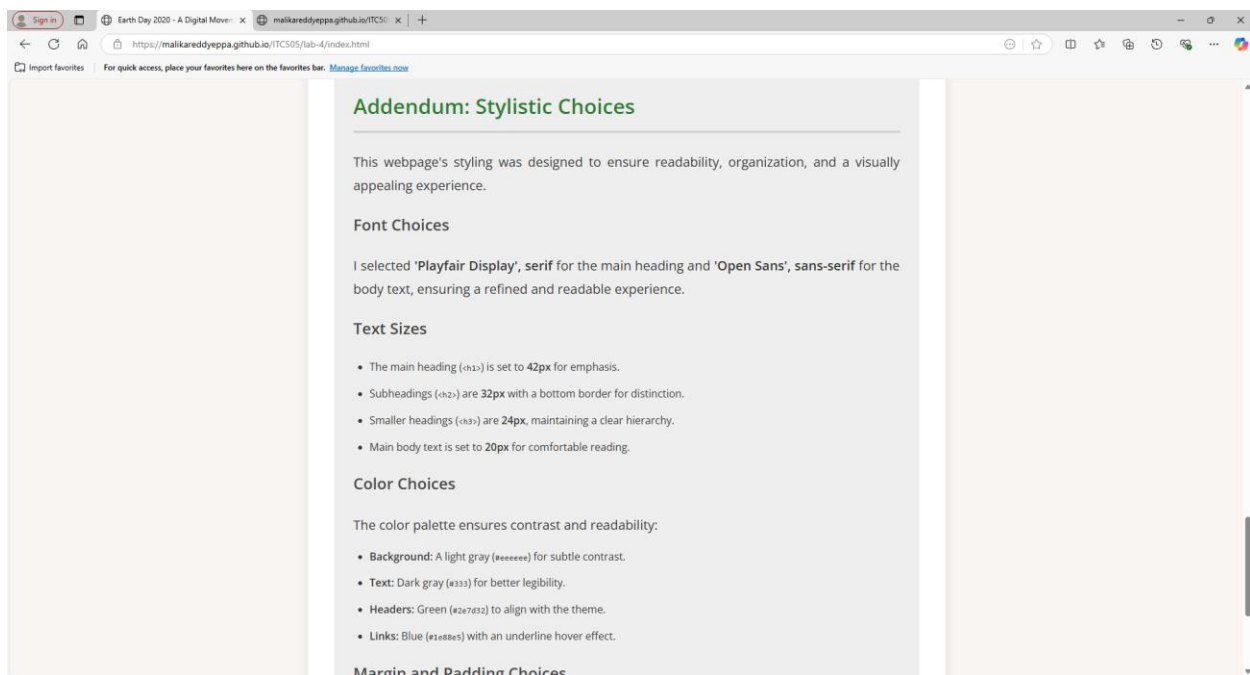 Sign in
Earth Day 2020 - A Digital Movem
malikareddyeppa.github.io/ITC50
https://malikareddyeppa.github.io/ITC505/lab-4/index.html
Import favorites
For quick access, place your favorites here on the favorites bar. Manage favorites now
Addendum: Stylistic Choices
This webpage's styling was designed to ensure readability, organization, and a visually
appealing experience.
Font Choices
I selected 'Playfair Display', serif for the main heading and 'Open Sans', sans-serif for the
body text, ensuring a refined and readable experience.
Text Sizes
• The main heading (<h1>) is set to 42px for emphasis.
• Subheadings (<h2>) are 32px with a bottom border for distinction.
• Smaller headings (<h3>) are 24px, maintaining a clear hierarchy.
• Main body text is set to 20px for comfortable reading.
Color Choices
The color palette ensures contrast and readability:
• Background: A light gray (#eeeeee) for subtle contrast.
• Text: Dark gray (#333) for better legibility.
• Headers: Green (#2e7d32) to align with the theme.
• Links: Blue (#1e88e5) with an underline hover effect.
Margin and Padding Choices